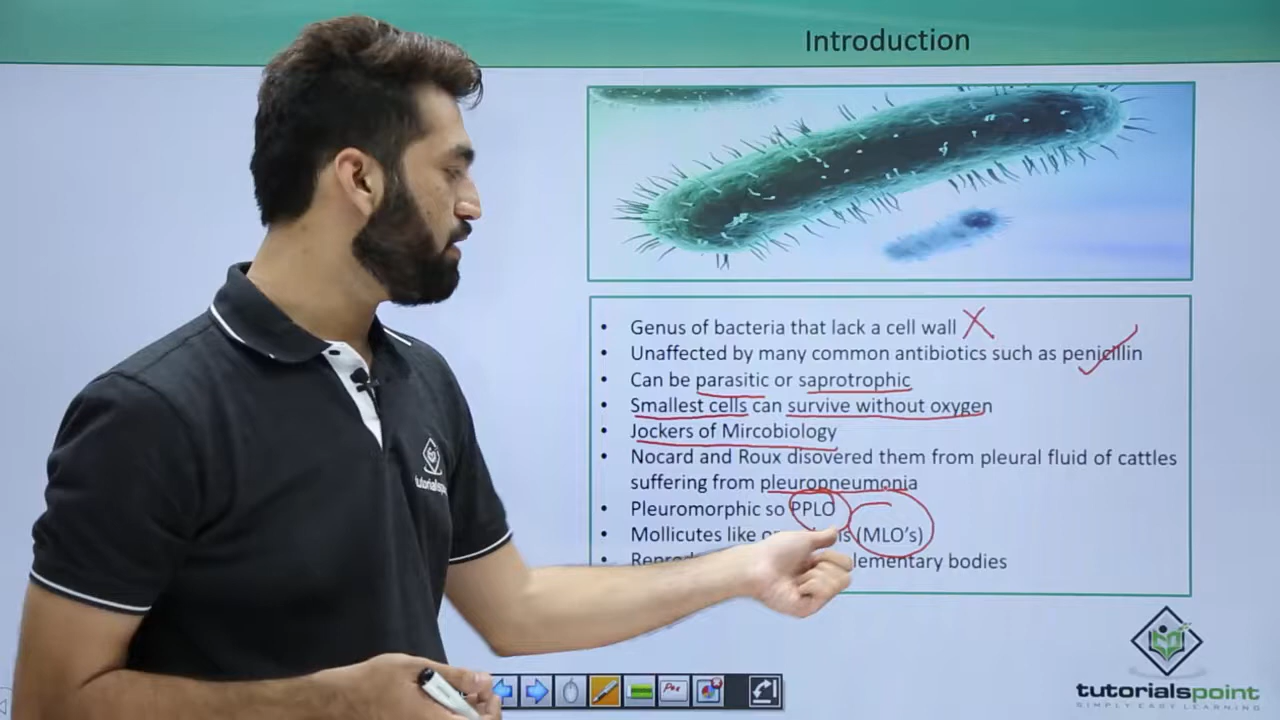 Introduction
• Genus of bacteria that lack a cell wall
• Unaffected by many common antibiotics such as penicillin
• Can be parasitic or saprotrophic
• Smallest cells can survive without oxygen
• Jockers of Mircobiology
• Nocard and Roux disovered them from pleural fluid of cattles
suffering from pleuropneumonia
• Pleuromorphic so PPLO
• Mollicutes like (MLO's)
• elementary bodies
tutorialspoint
tutorialspoint
SIMPLY EASY LEARNING
Pen